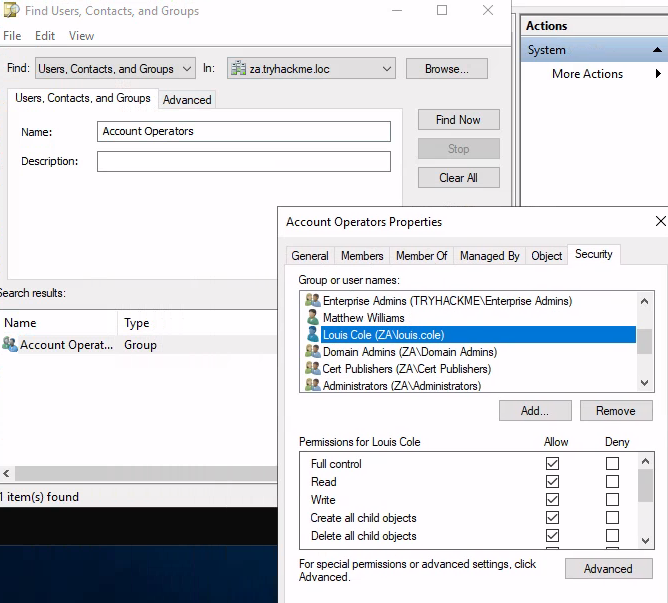 Find Users, Contacts, and Groups
File Edit View
Find: Users, Contacts, and Groups In: za.tryhackme.loc Browse...
Users, Contacts, and Groups Advanced
Name: Account Operators
Description:
Find Now
Stop
Clear All
Search results:
Name Type
Account Operat... Group
1 item(s) found
Actions
System
More Actions
Account Operators Properties
General Members Member Of Managed By Object Security
Group or user names:
Enterprise Admins (TRYHACKME\Enterprise Admins)
Matthew Williams
Louis Cole (ZA\louis.cole)
Domain Admins (ZA\Domain Admins)
Cert Publishers (ZA\Cert Publishers)
Administrators (ZA\Administrators)
Add... Remove
Permissions for Louis Cole Allow Deny
Full control
Read
Write
Create all child objects
Delete all child objects
For special permissions or advanced settings, click
Advanced.
Advanced